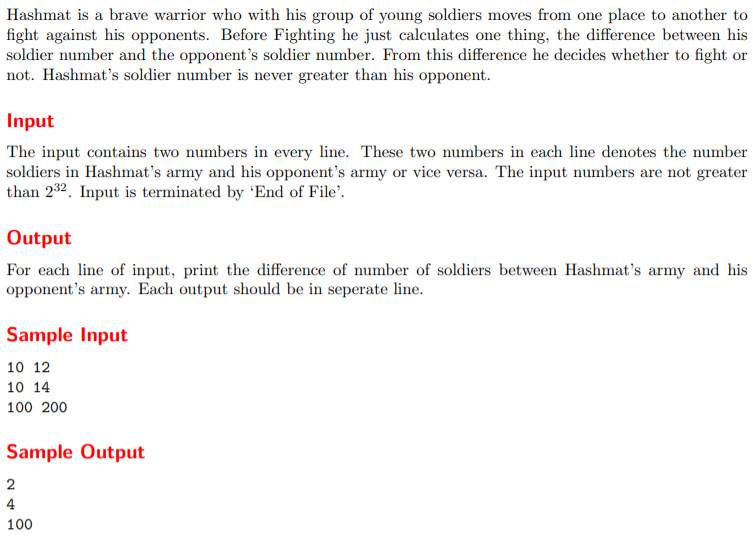 Hashmat is a brave warrior who with his group of young soldiers moves from one place to another to
fight against his opponents. Before Fighting he just calculates one thing, the difference between his
soldier number and the opponent's soldier number. From this difference he decides whether to fight or
not. Hashmat's soldier number is never greater than his opponent.
Input
The input contains two numbers in every line. These two numbers in each line denotes the number
soldiers in Hashmat's army and his opponent's army or vice versa. The input numbers are not greater
than 2³². Input is terminated by ‘End of File’.
Output
For each line of input, print the difference of number of soldiers between Hashmat's army and his
opponent's army. Each output should be in seperate line.
Sample Input
10 12
10 14
100 200
Sample Output
2
4
100